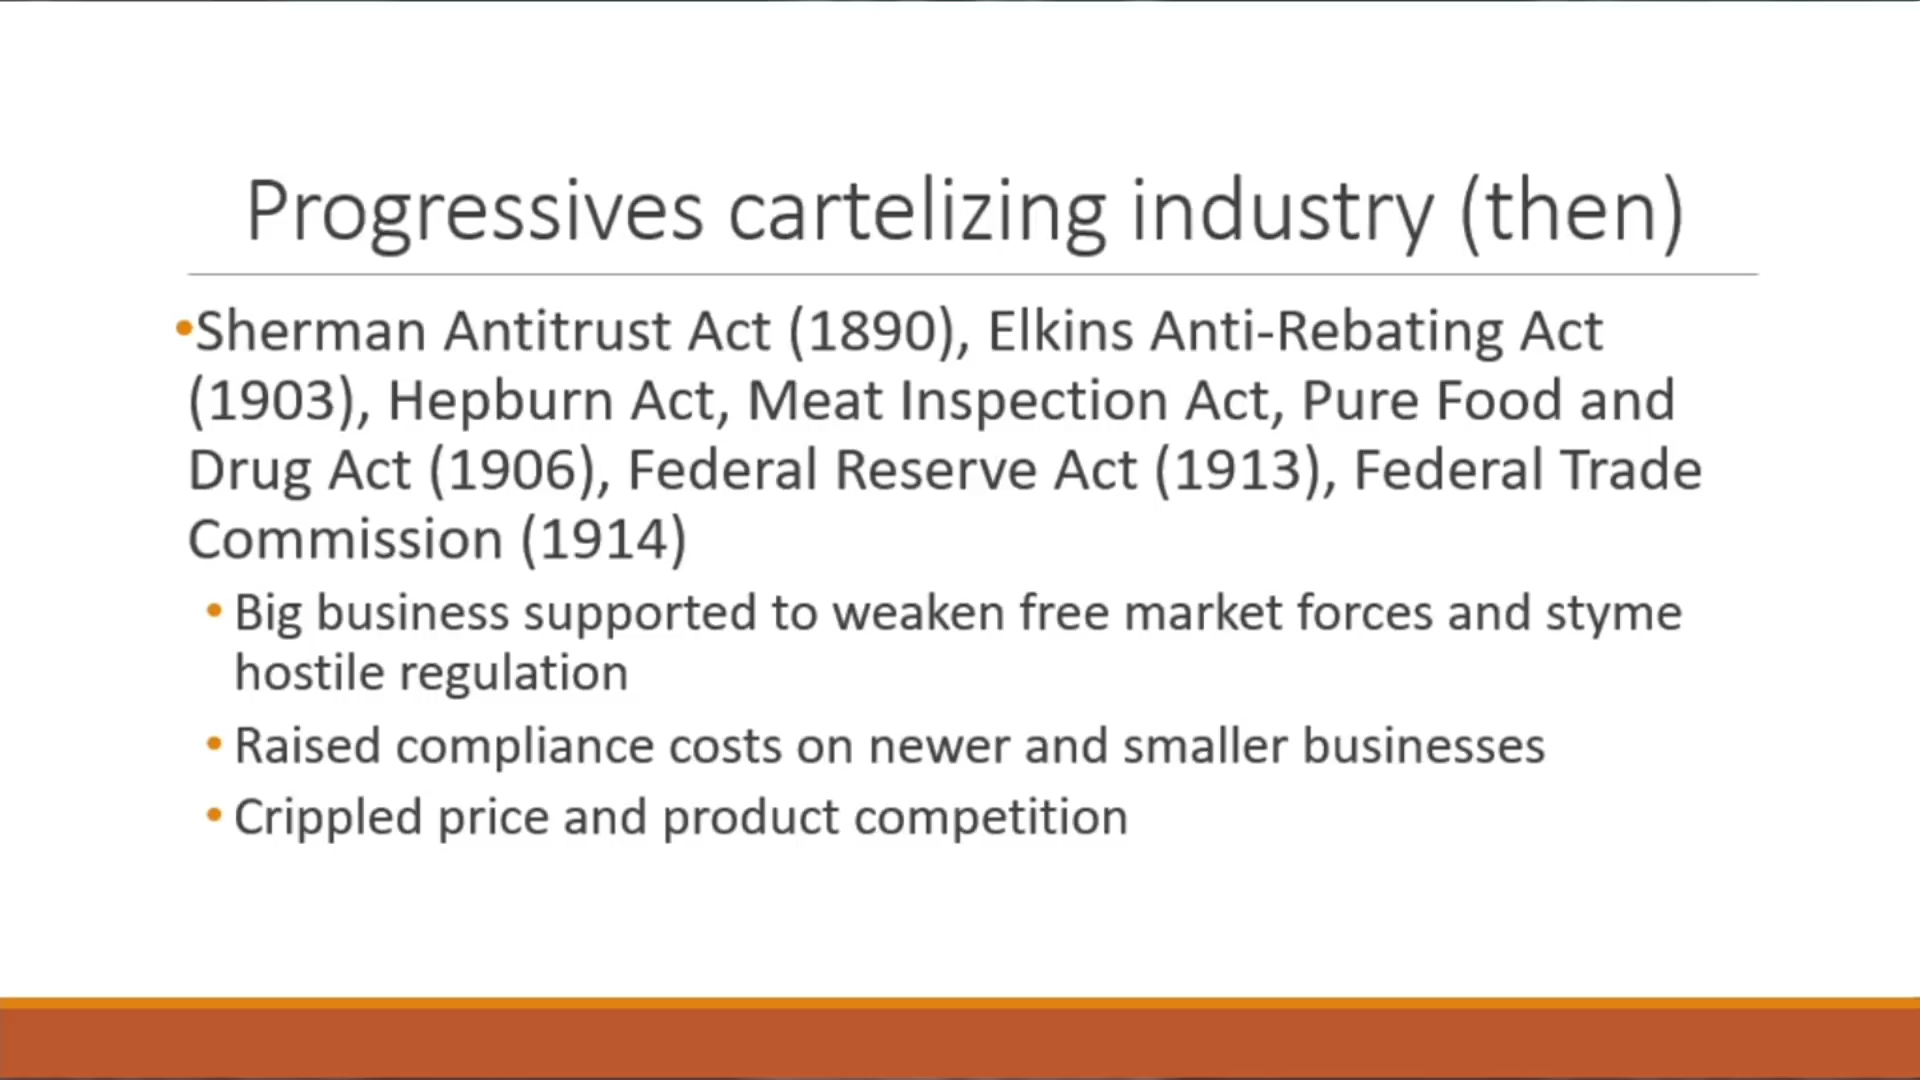 Progressives cartelizing industry (then)
•Sherman Antitrust Act (1890), Elkins Anti-Rebating Act
(1903), Hepburn Act, Meat Inspection Act, Pure Food and
Drug Act (1906), Federal Reserve Act (1913), Federal Trade
Commission (1914)
• Big business supported to weaken free market forces and styme
hostile regulation
• Raised compliance costs on newer and smaller businesses
• Crippled price and product competition